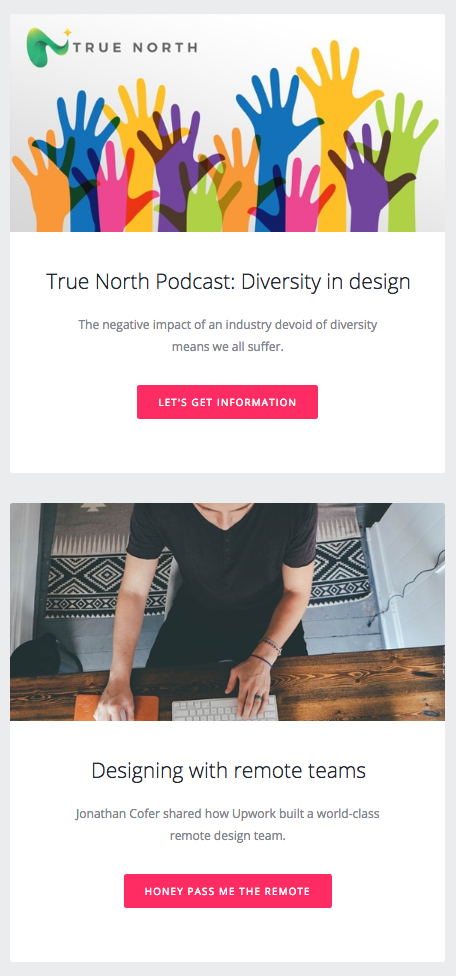 TRUE NORTH
True North Podcast: Diversity in design
The negative impact of an industry devoid of diversity
means we all suffer.
LET'S GET INFORMATION
Designing with remote teams
Jonathan Cofer shared how Upwork built a world-class
remote design team.
HONEY PASS ME THE REMOTE